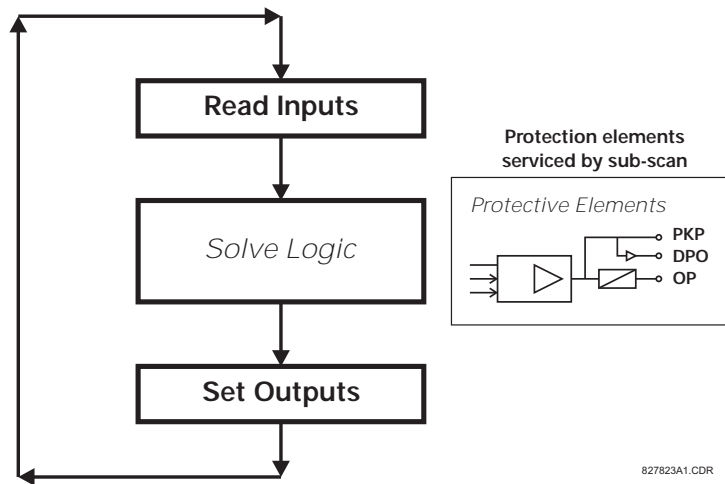 Read Inputs
Solve Logic
Set Outputs
Protection elements
serviced by sub-scan
Protective Elements
PKP
DPO
OP
827823A1.CDR